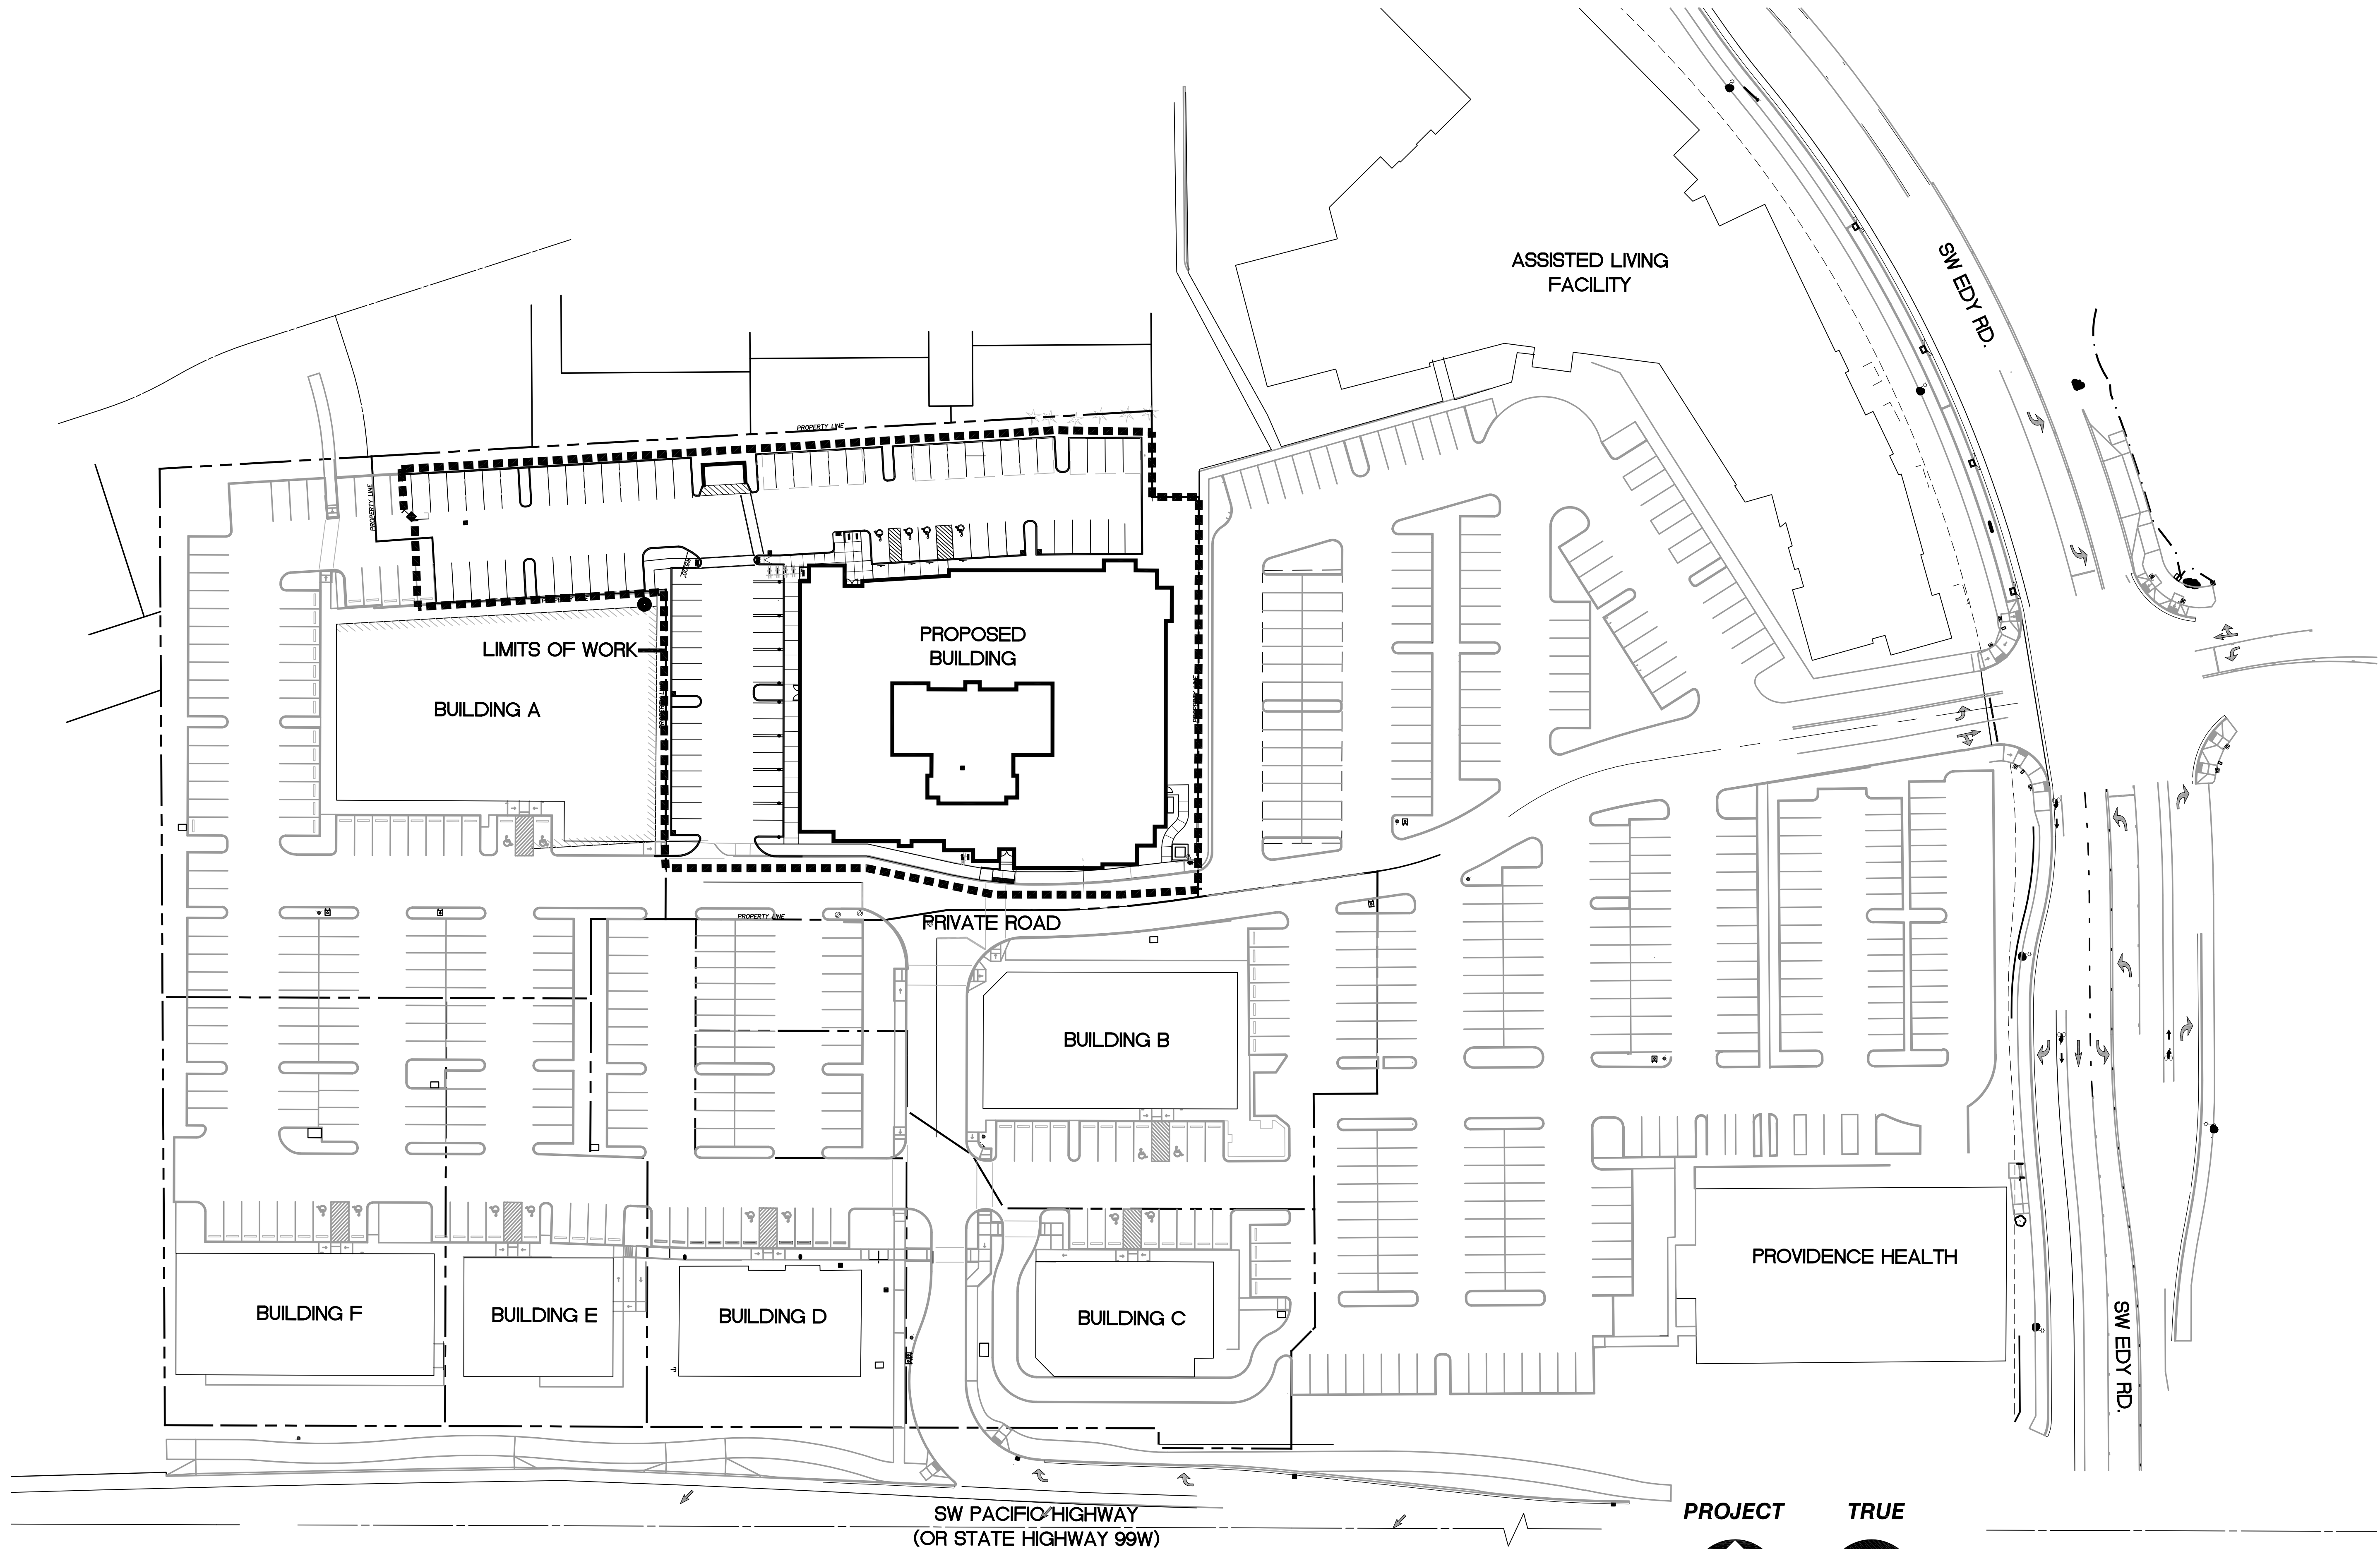 ASSISTED LIVING
FACILITY
SW EDY RD.
PROPERTY LINE
PROPERTY LINE
PROPOSED
BUILDING
LIMITS OF WORK
BUILDING A
PROPERTY LINE
PROPERTY LINE
PRIVATE ROAD
BUILDING B
PROVIDENCE HEALTH
BUILDING F
BUILDING E
BUILDING D
BUILDING C
SW EDY RD.
PROJECT
TRUE
SW PACIFIC HIGHWAY
(OR STATE HIGHWAY 99W)